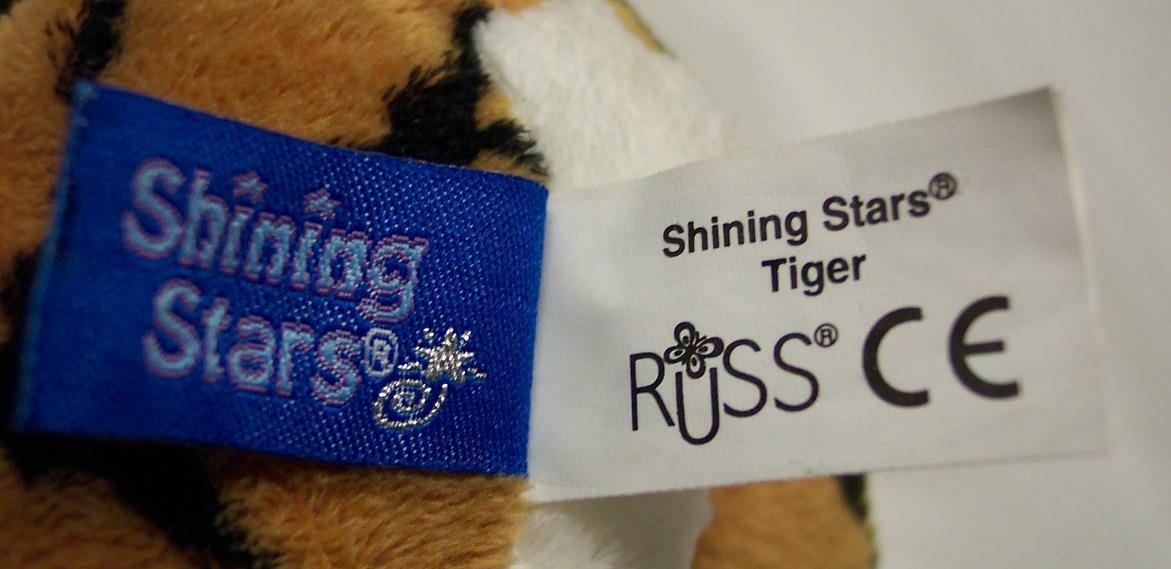 Shining
Stars®
Shining Stars®
Tiger
RUSS® CE